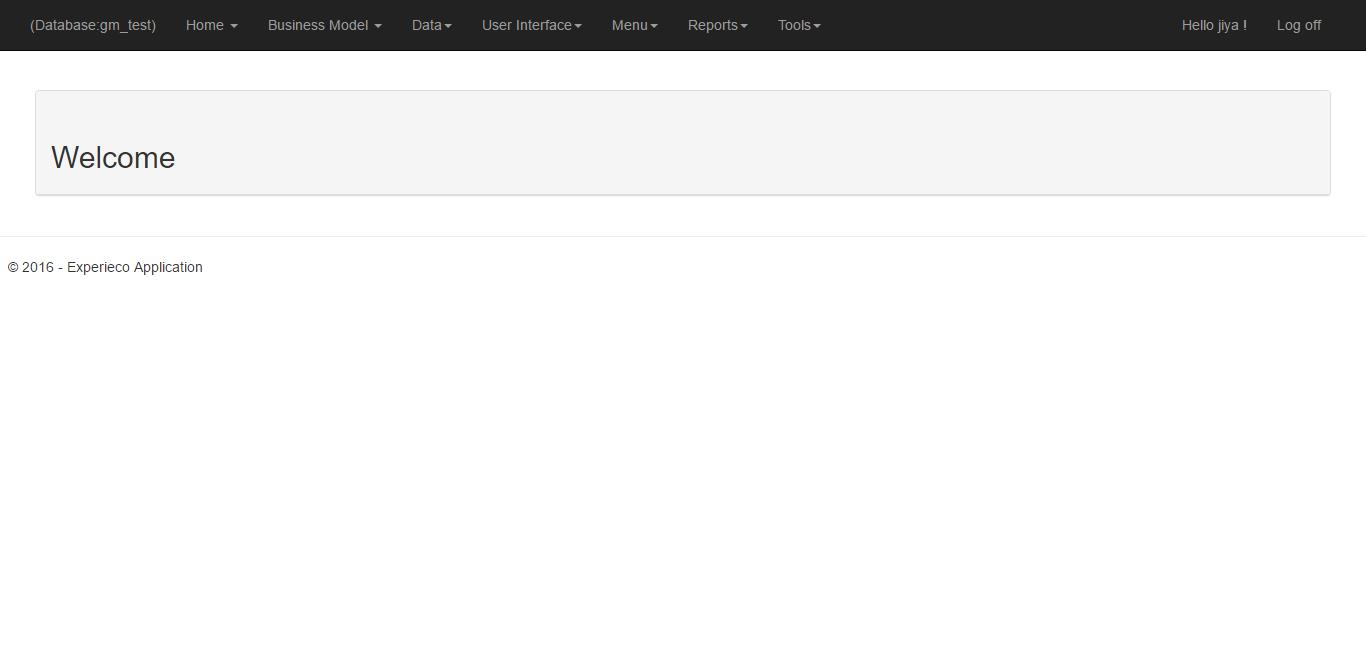 (Database:gm_test) Home Business Model Data User Interface Menu Reports Tools Hello jiya ! Log off
Welcome
© 2016 - Experieco Application